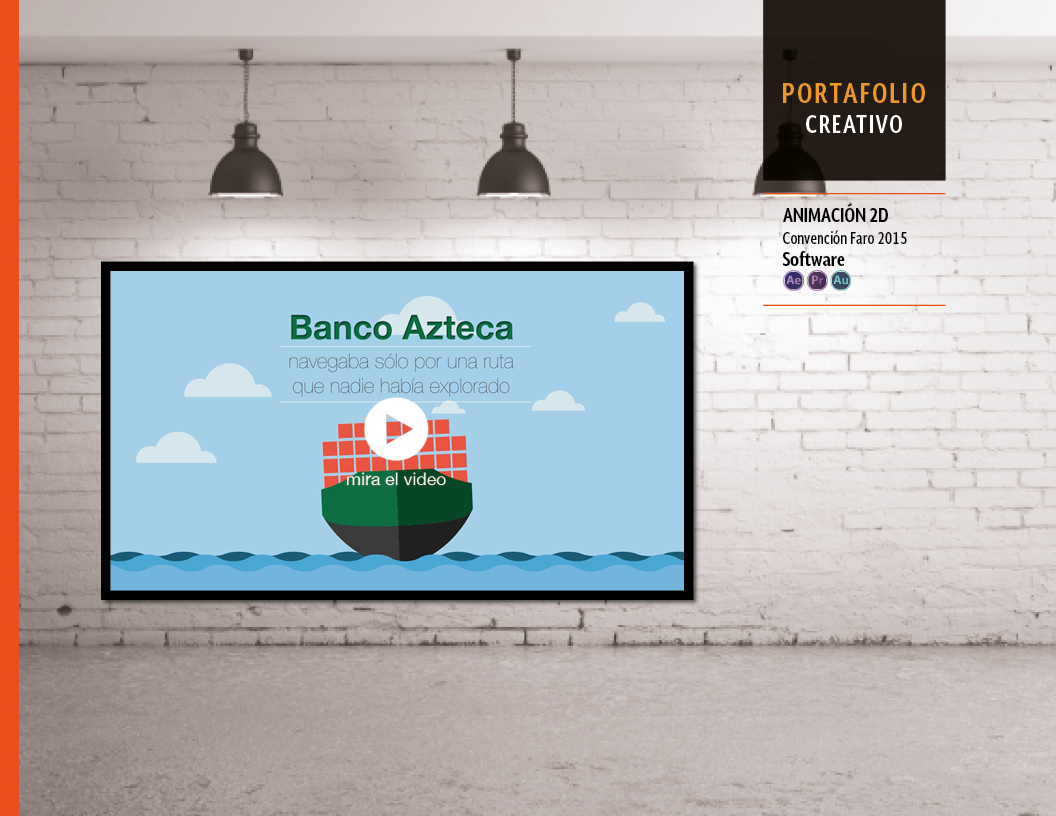 PORTAFOLIO
CREATIVO
ANIMACIÓN 2D
Convención Faro 2015
Software
Ae Pr Au
Banco Azteca
navegaba sólo por una ruta
que nadie había explorado
mira el video